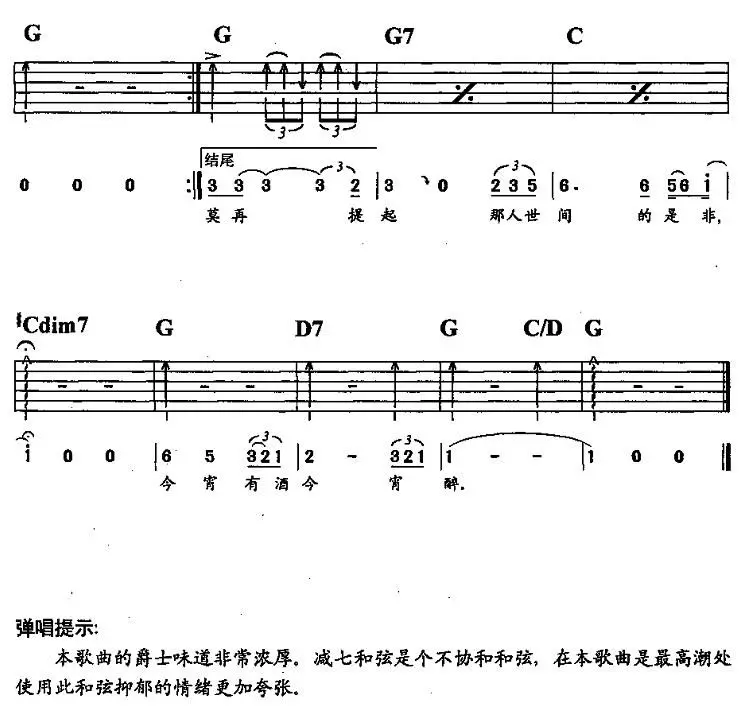 G G G7 C
3 3
结尾
0 0 0 3 3 3 3 2 3 0 2 3 5 6· 6 5 6 i
3 3
莫再 提起 那人世间 的是非,
#Cdim7 G D7 G C/D G
3 3
i 0 0 6 5 3 2 1 2 - 3 2 1 1 - - 1 0 0
今宵有酒今 宵 醉.
弹唱提示:
本歌曲的爵士味道非常浓厚。减七和弦是个不协和和弦, 在本歌曲是最高潮处
使用此和弦抑郁的情绪更加夸张。